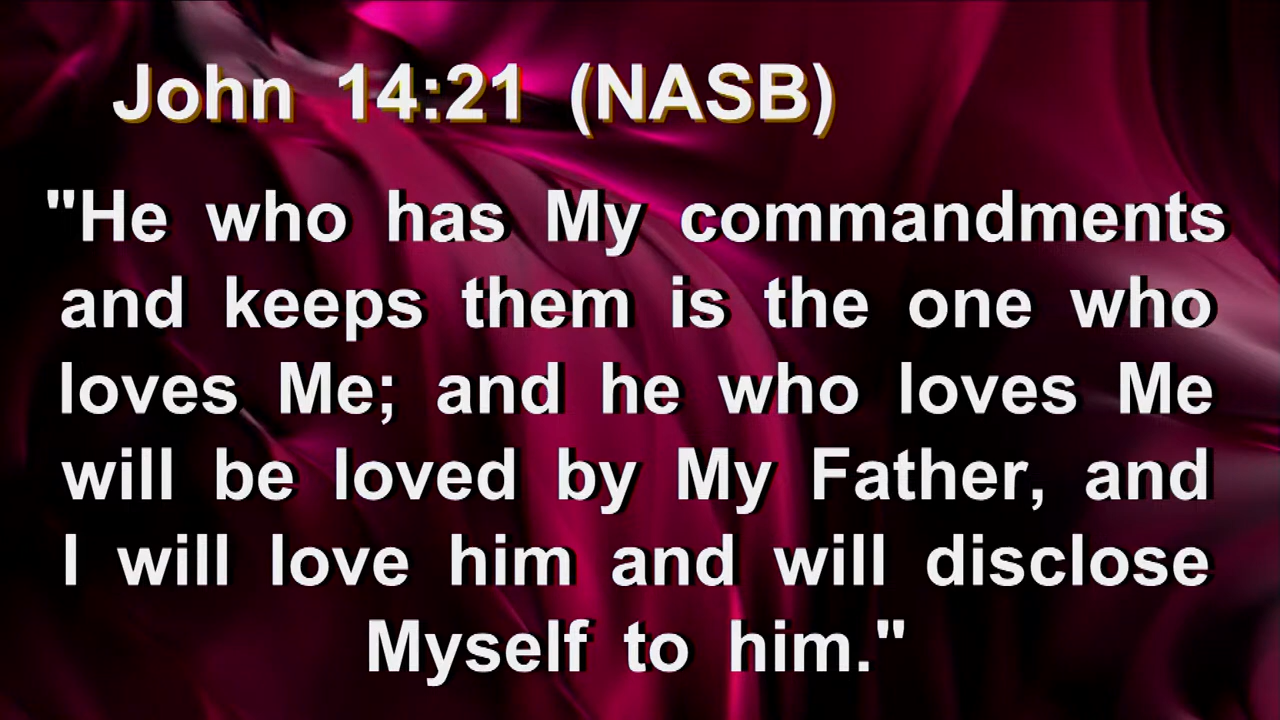 John 14:21 (NASB)
"He who has My commandments
and keeps them is the one who
loves Me; and he who loves Me
will be loved by My Father, and
I will love him and will disclose
Myself to him."